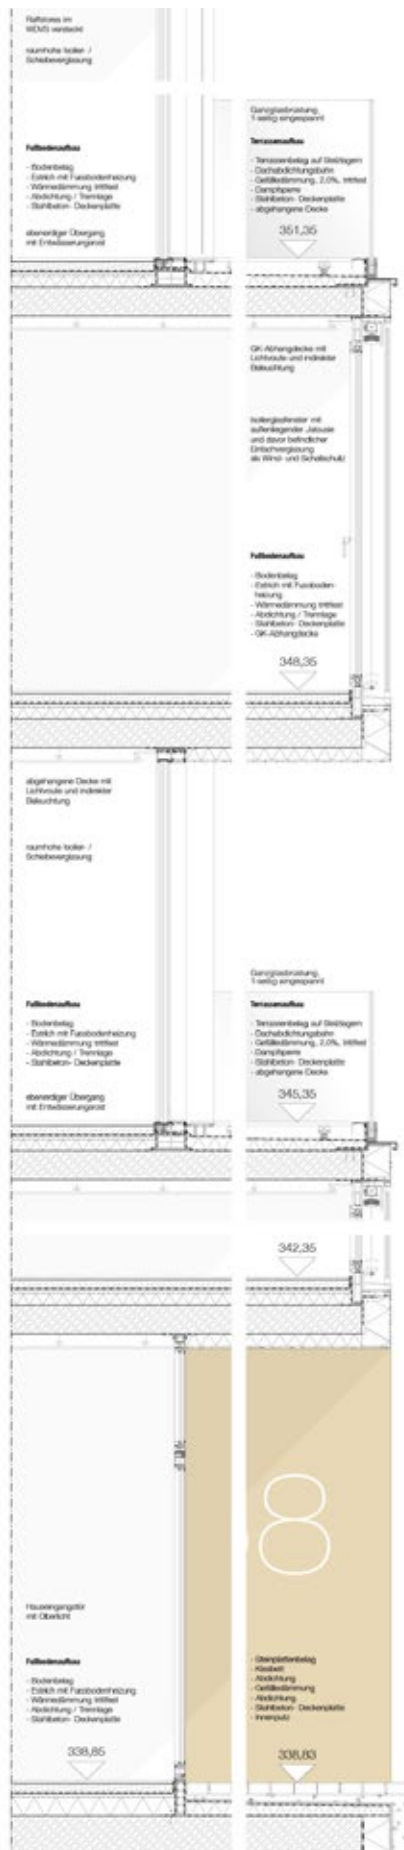 Raffstores im
WDVS versteckt
raumhohe Isolier- /
Schiebeverglasung
Ganzglasbrüstung,
1-seitig eingespannt
Fußbodenaufbau
- Bodenbelag
- Estrich mit Fussbodenheizung
- Wärmedämmung trittfest
- Abdichtung / Trennlage
- Stahlbeton- Deckenplatte
ebenerdiger Übergang
mit Entwässerungsrost
Terrassenaufbau
- Terrassenbelag auf Stelzlagern
- Dachabdichtungsbahn
- Gefälledämmung, 2,0%, trittfest
- Dampfsperre
- Stahlbeton- Deckenplatte
- abgehangene Decke
351,35
GK-Abhangdecke mit
Lichtvoute und indirekter
Beleuchtung
Isolierglasfenster mit
außenliegender Jalousie
und davor befindlicher
Einfachverglasung
als Wind- und Sichtschutz
Fußbodenaufbau
- Bodenbelag
- Estrich mit Fussboden-
heizung
- Wärmedämmung trittfest
- Abdichtung / Trennlage
- Stahlbeton- Deckenplatte
- GK-Abhangdecke
348,35
abgehangene Decke mit
Lichtvoute und indirekter
Beleuchtung
raumhohe Isolier- /
Schiebeverglasung
Ganzglasbrüstung,
1-seitig eingespannt
Fußbodenaufbau
- Bodenbelag
- Estrich mit Fussbodenheizung
- Wärmedämmung trittfest
- Abdichtung / Trennlage
- Stahlbeton- Deckenplatte
ebenerdiger Übergang
mit Entwässerungsrost
Terrassenaufbau
- Terrassenbelag auf Stelzlagern
- Dachabdichtungsbahn
- Gefälledämmung, 2,0%, trittfest
- Dampfsperre
- Stahlbeton- Deckenplatte
- abgehangene Decke
345,35
342,35
8
Hauseingangstür
mit Oberlicht
Fußbodenaufbau
- Bodenbelag
- Estrich mit Fussbodenheizung
- Wärmedämmung trittfest
- Abdichtung / Trennlage
- Stahlbeton- Deckenplatte
338,85
- Steinplattenbelag
- Kiesbett
- Abdichtung
- Gefälledämmung
- Abdichtung
- Stahlbeton- Deckenplatte
- Innenputz
338,83